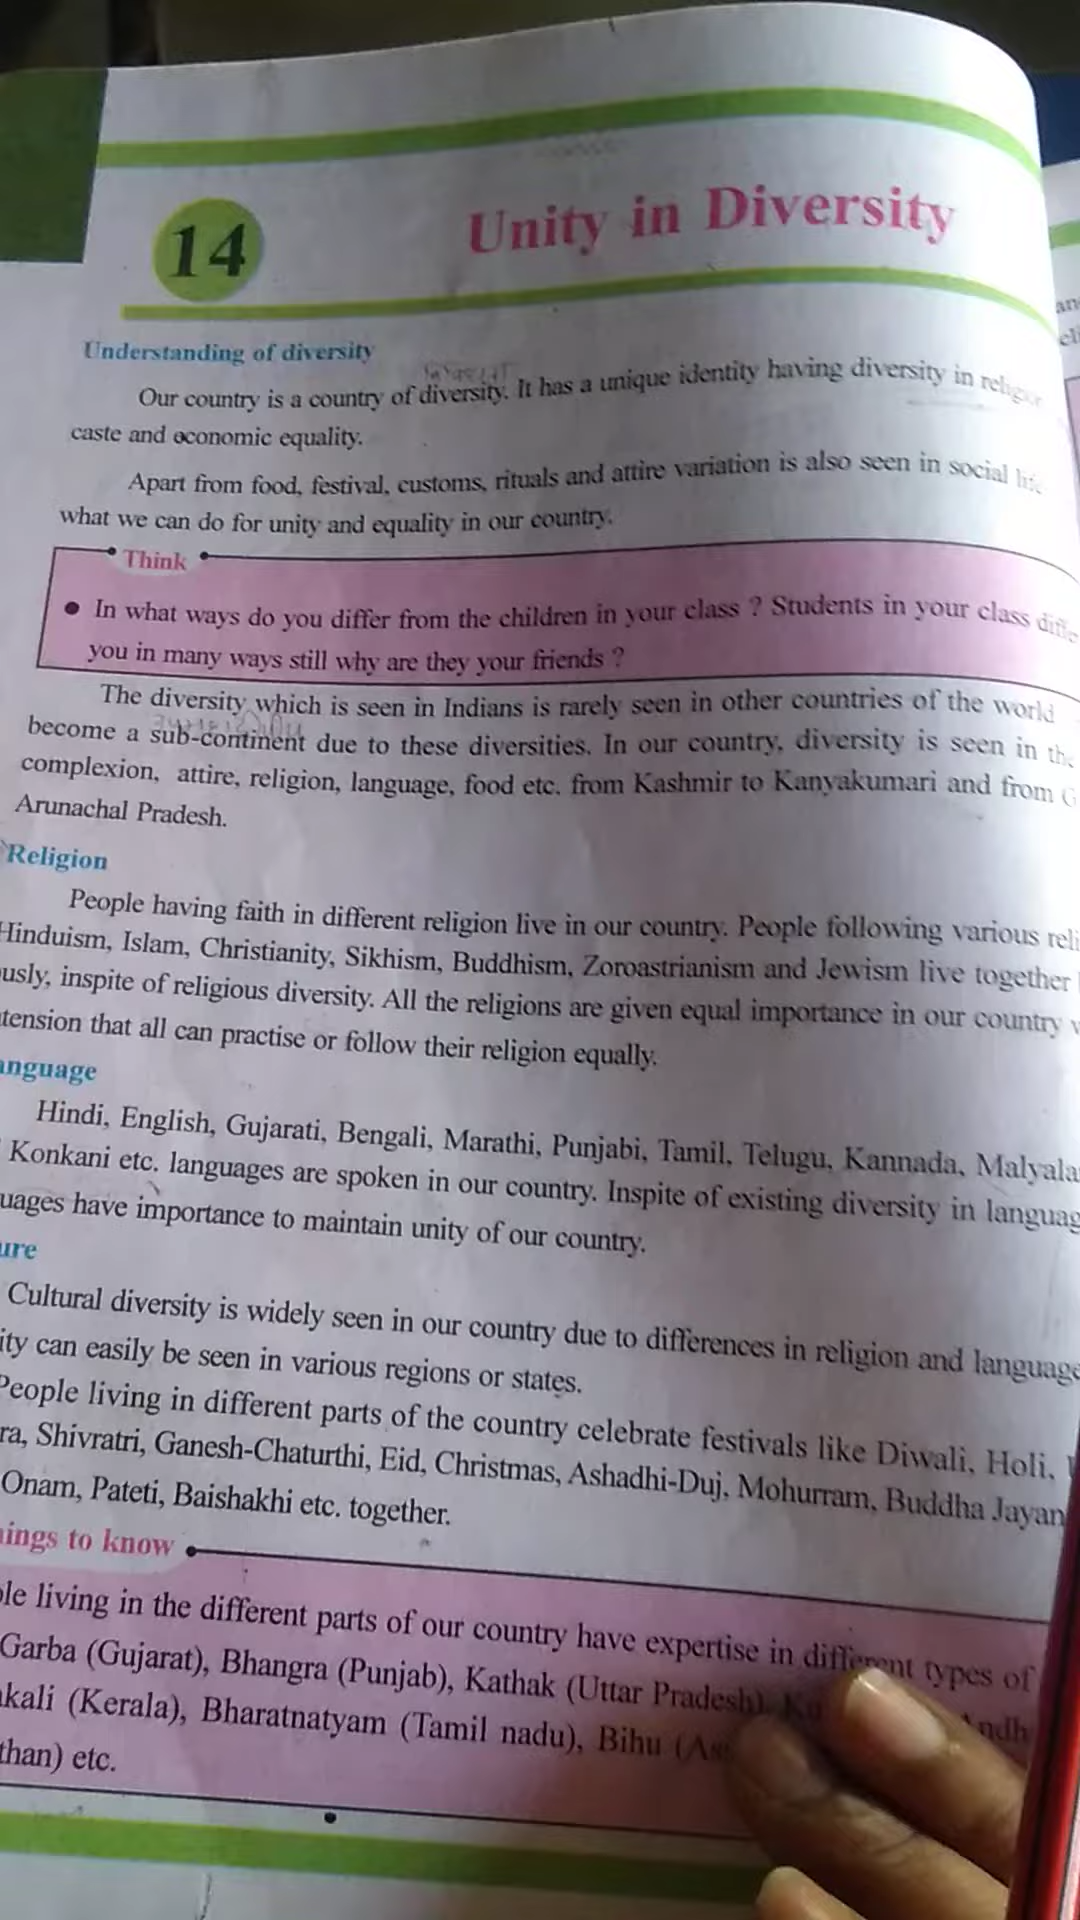 14
Unity in Diversity
Understanding of diversity
Our country is a country of diversity. It has a unique identity having diversity in
caste and economic equality.
Apart from food, festival, customs, rituals and attire variation is also seen in social
what we can do for unity and equality in our country.
Think
● In what ways do you differ from the children in your class ? Students in your class
you in many ways still why are they your friends ?
The diversity which is seen in Indians is rarely seen in other countries of the world
become a sub-continent due to these diversities. In our country, diversity is seen in the
complexion, attire, religion, language, food etc. from Kashmir to Kanyakumari and from
Arunachal Pradesh.
Religion
People having faith in different religion live in our country. People following various
Hinduism, Islam, Christianity, Sikhism, Buddhism, Zoroastrianism and Jewism live together
usly, inspite of religious diversity. All the religions are given equal importance in our country
tension that all can practise or follow their religion equally.
anguage
Hindi, English, Gujarati, Bengali, Marathi, Punjabi, Tamil, Telugu, Kannada, Malyala
Konkani etc. languages are spoken in our country. Inspite of existing diversity in languag
uages have importance to maintain unity of our country.
ure
Cultural diversity is widely seen in our country due to differences in religion and language
ity can easily be seen in various regions or states.
People living in different parts of the country celebrate festivals like Diwali, Holi,
ra, Shivratri, Ganesh-Chaturthi, Eid, Christmas, Ashadhi-Duj, Mohurram, Buddha Jayan
Onam, Pateti, Baishakhi etc. together.
ings to know
ple living in the different parts of our country have expertise in different types of
Garba (Gujarat), Bhangra (Punjab), Kathak (Uttar Pradesh), Andh
kali (Kerala), Bharatnatyam (Tamil nadu), Bihu
than) etc.